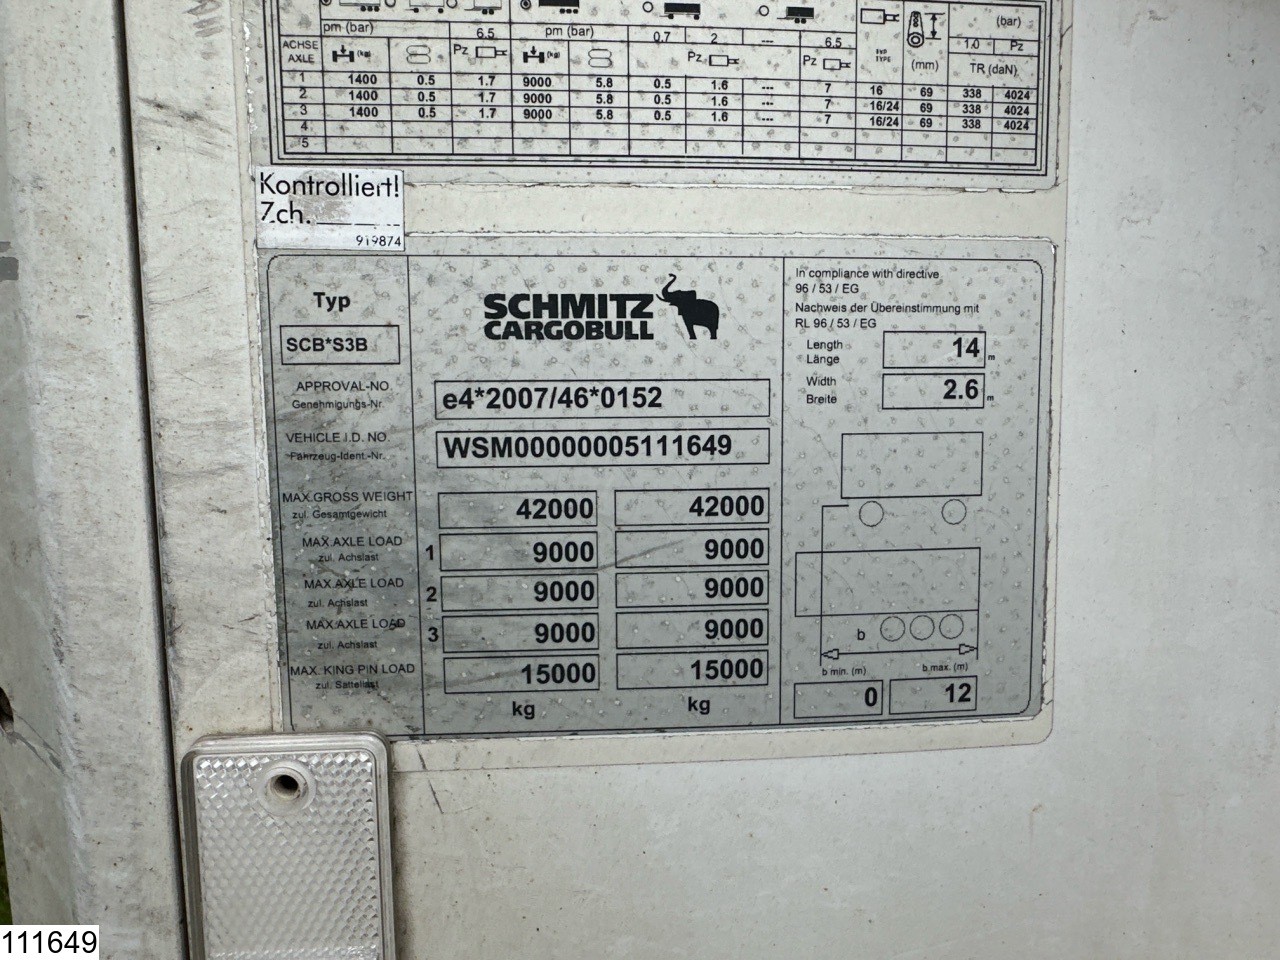 pm (bar) 6.5 pm (bar) 0.7 2 --- 6.5 (bar)
ACHSE AXLE (kg) Pz (kg) Pz Pz TYP TYPE (mm) 1.0 Pz
TR (daN)
1 1400 0.5 1.7 9000 5.8 0.5 1.6 --- 7 16 69 338 4024
2 1400 0.5 1.7 9000 5.8 0.5 1.6 --- 7 16/24 69 338 4024
3 1400 0.5 1.7 9000 5.8 0.5 1.6 --- 7 16/24 69 338 4024
4
5
Kontrolliert!
Zch.
919874
Typ
SCB*S3B
SCHMITZ
CARGOBULL
APPROVAL-NO.
Genehmigungs-Nr.
e4*2007/46*0152
VEHICLE I.D. NO.
Fahrzeug-Ident.-Nr.
WSM00000005111649
MAX.GROSS WEIGHT
zul. Gesamtgewicht
42000 42000
MAX.AXLE LOAD
zul. Achslast
1 9000 9000
MAX.AXLE LOAD
zul. Achslast
2 9000 9000
MAX.AXLE LOAD
zul. Achslast
3 9000 9000
MAX. KING PIN LOAD
zul. Sattellast
15000 15000
kg kg
In compliance with directive
96 / 53 / EG
Nachweis der Übereinstimmung mit
RL 96 / 53 / EG
Length
Länge
14 m
Width
Breite
2.6 m
b
b min. (m) b max. (m)
0 12
111649